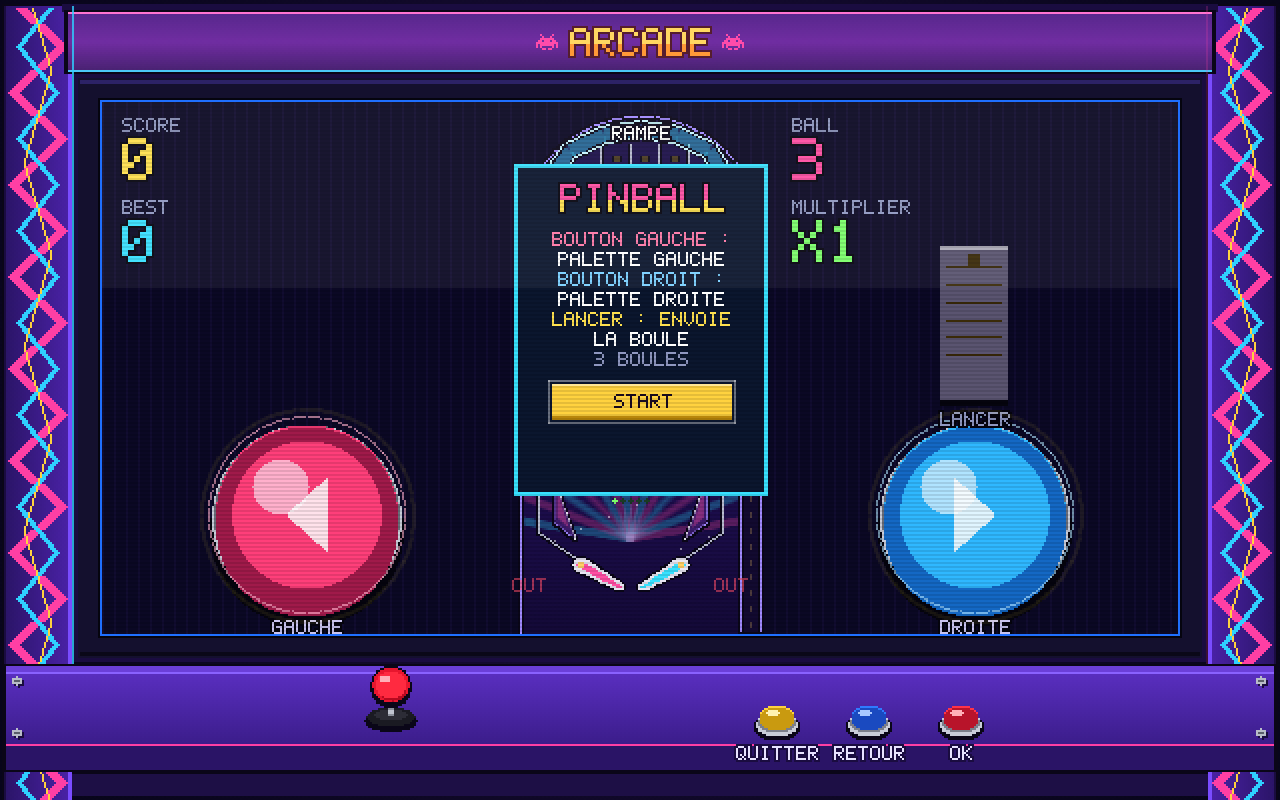 ARCADE
SCORE
0
BEST
0
RAMPE
BALL
3
MULTIPLIER
X1
PINBALL
BOUTON GAUCHE :
PALETTE GAUCHE
BOUTON DROIT :
PALETTE DROITE
LANCER : ENVOIE
LA BOULE
3 BOULES
START
LANCER
OUT
OUT
GAUCHE
DROITE
QUITTER
RETOUR
OK